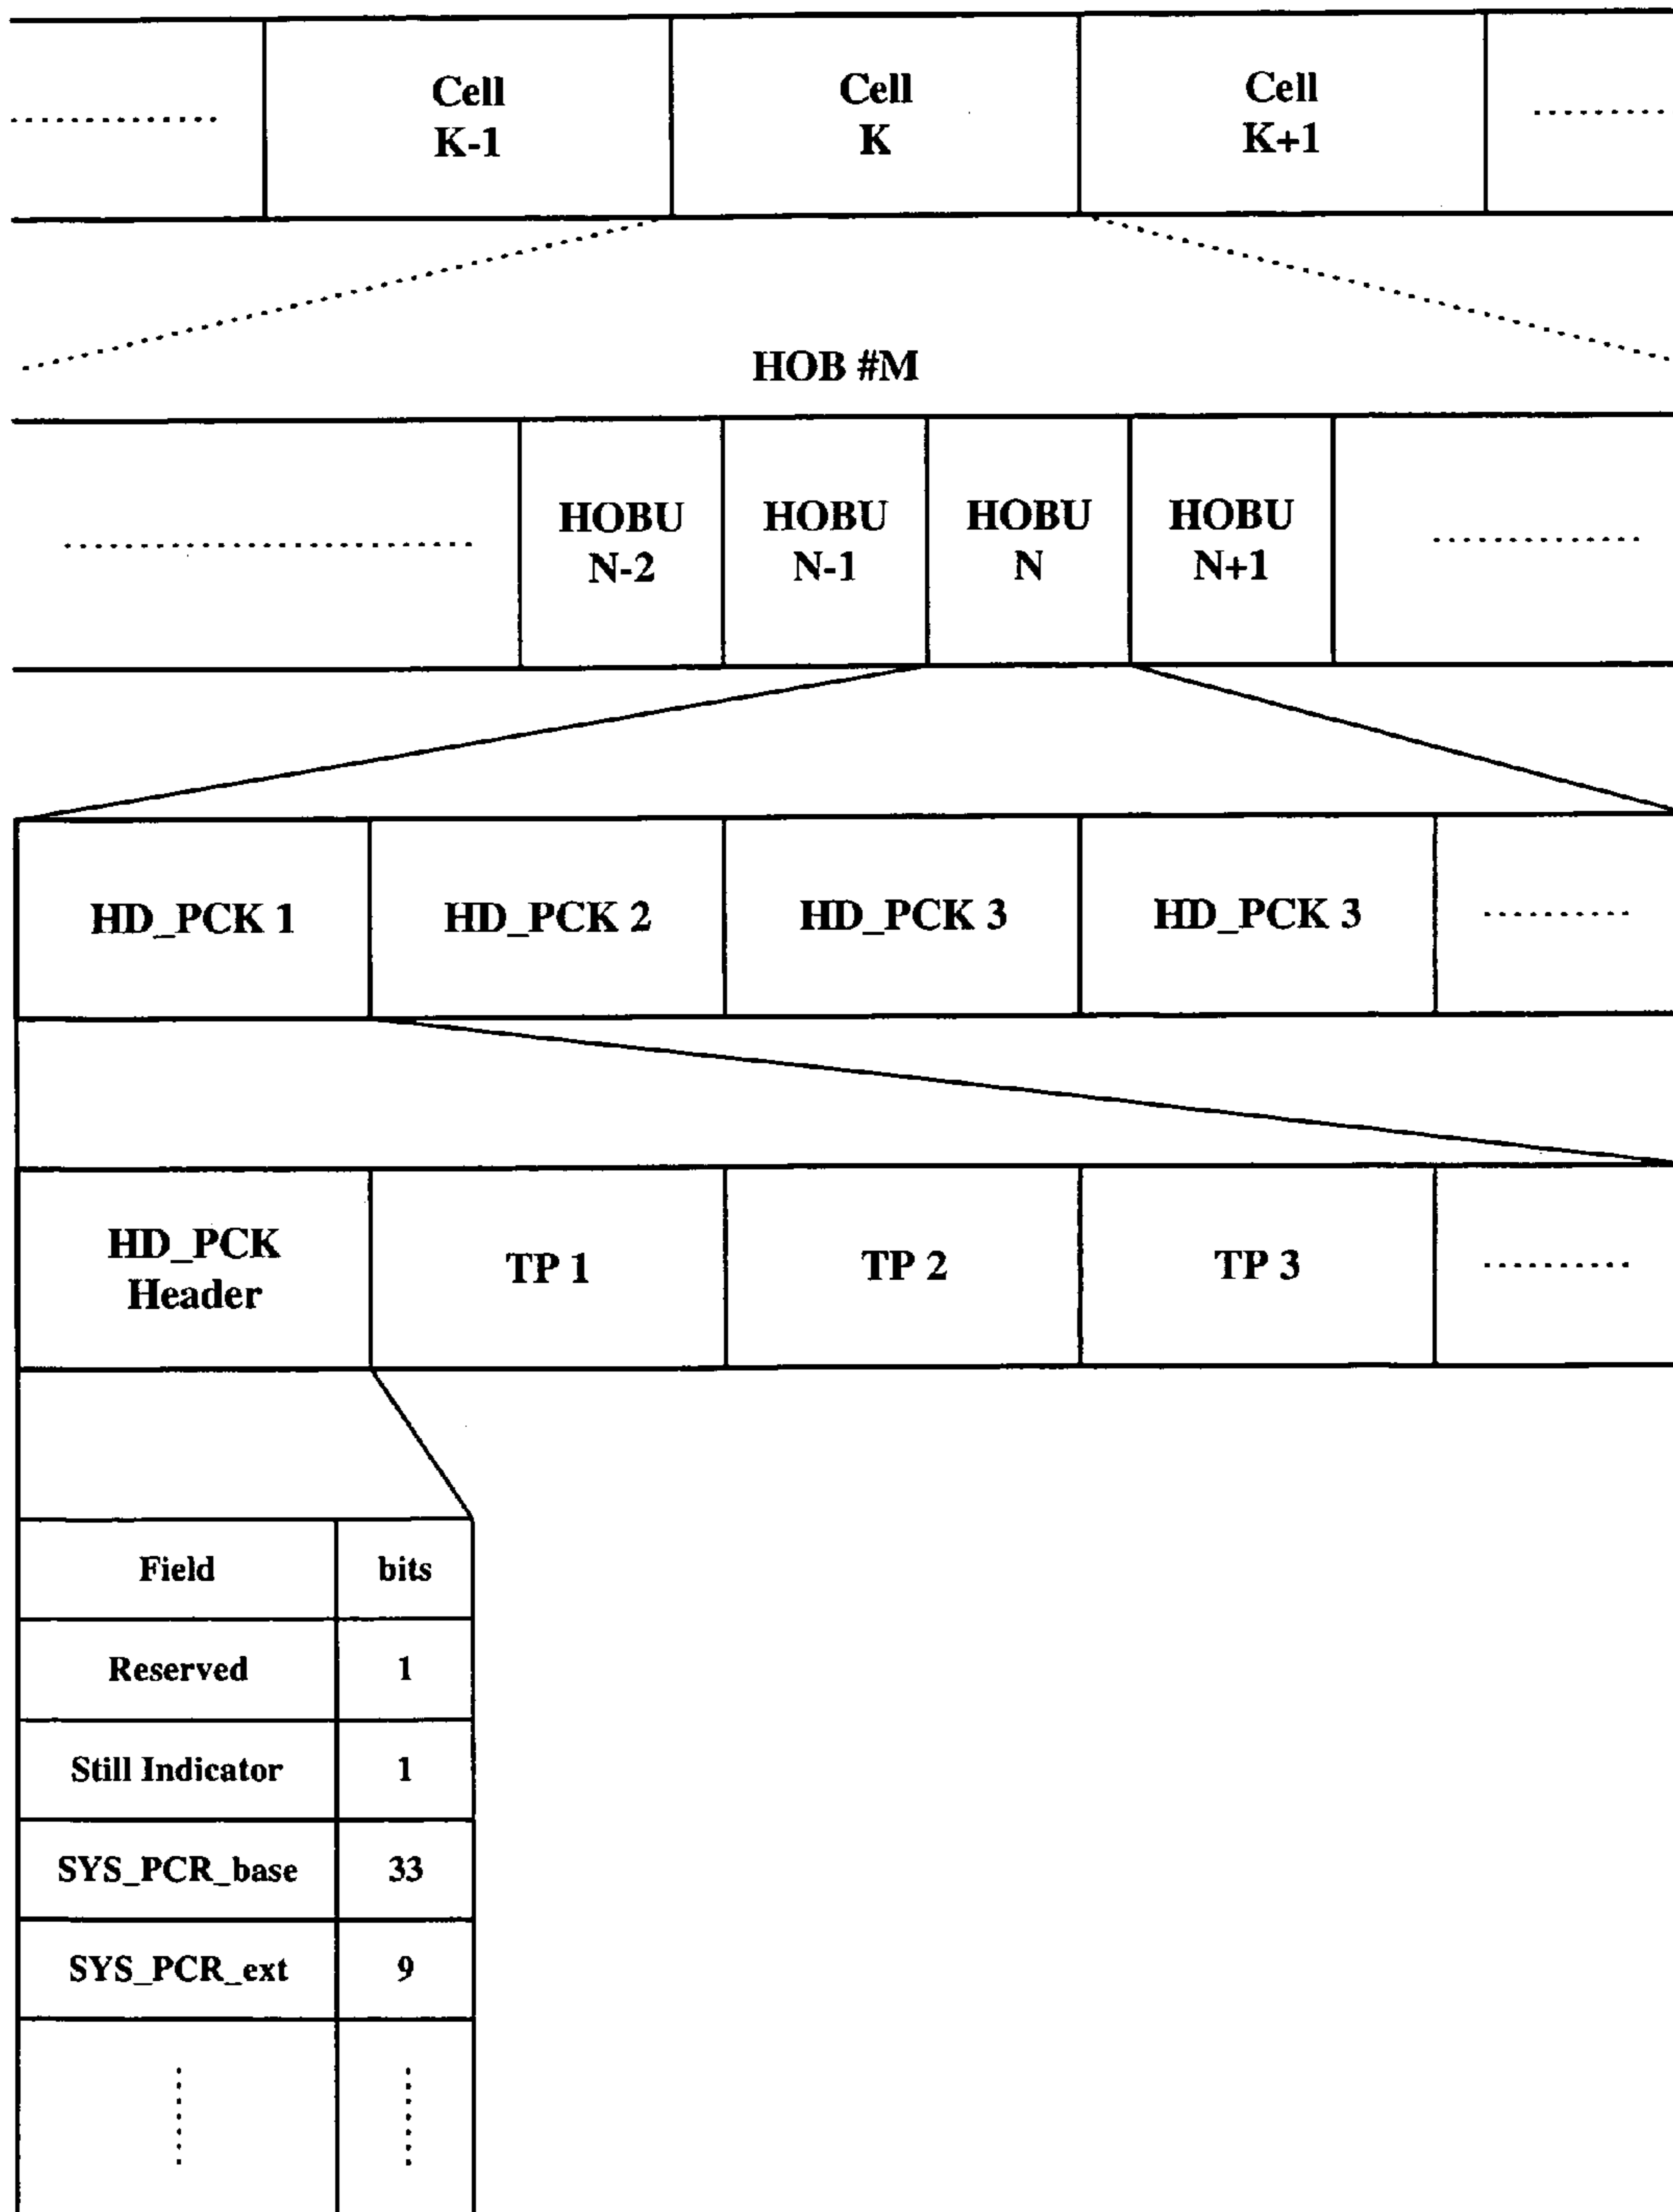 Cell
K-1
Cell
K
Cell
K+1
HOB #M
HOBU
N-2
HOBU
N-1
HOBU
N
HOBU
N+1
HD_PCK 1
HD_PCK 2
HD_PCK 3
HD_PCK 3
HD_PCK
Header
TP 1
TP 2
TP 3
Field bits
Reserved 1
Still Indicator 1
SYS_PCR_base 33
SYS_PCR_ext 9